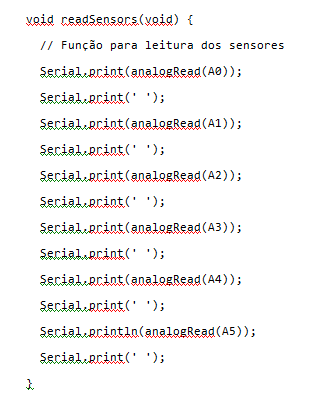 void readSensors(void) {
// Função para leitura dos sensores
Serial.print(analogRead(A0));
Serial.print(' ');
Serial.print(analogRead(A1));
Serial.print(' ');
Serial.print(analogRead(A2));
Serial.print(' ');
Serial.print(analogRead(A3));
Serial.print(' ');
Serial.print(analogRead(A4));
Serial.print(' ');
Serial.println(analogRead(A5));
Serial.print(' ');
}